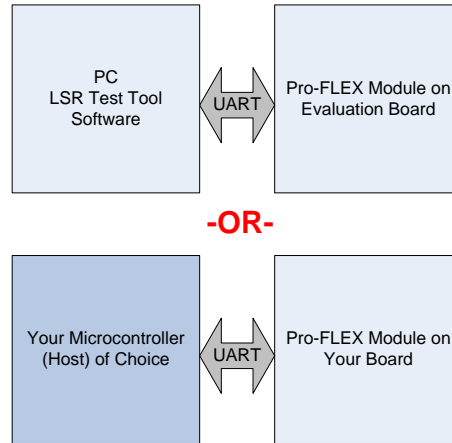 PC
LSR Test Tool
Software
UART
Pro-FLEX Module on
Evaluation Board
-OR-
Your Microcontroller
(Host) of Choice
UART
Pro-FLEX Module on
Your Board